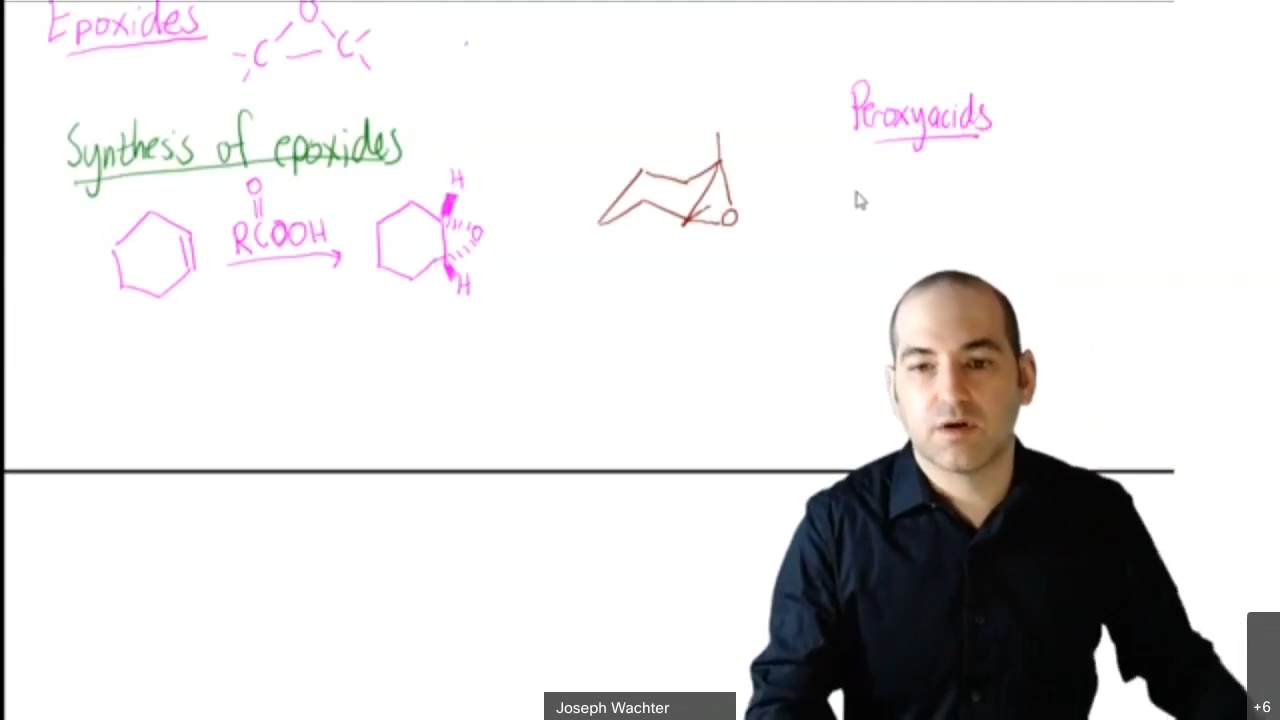 Epoxides
O
C C
Peroxyacids
Synthesis of epoxides
O
RCOOH
H
O
H
O
Joseph Wachter
+6